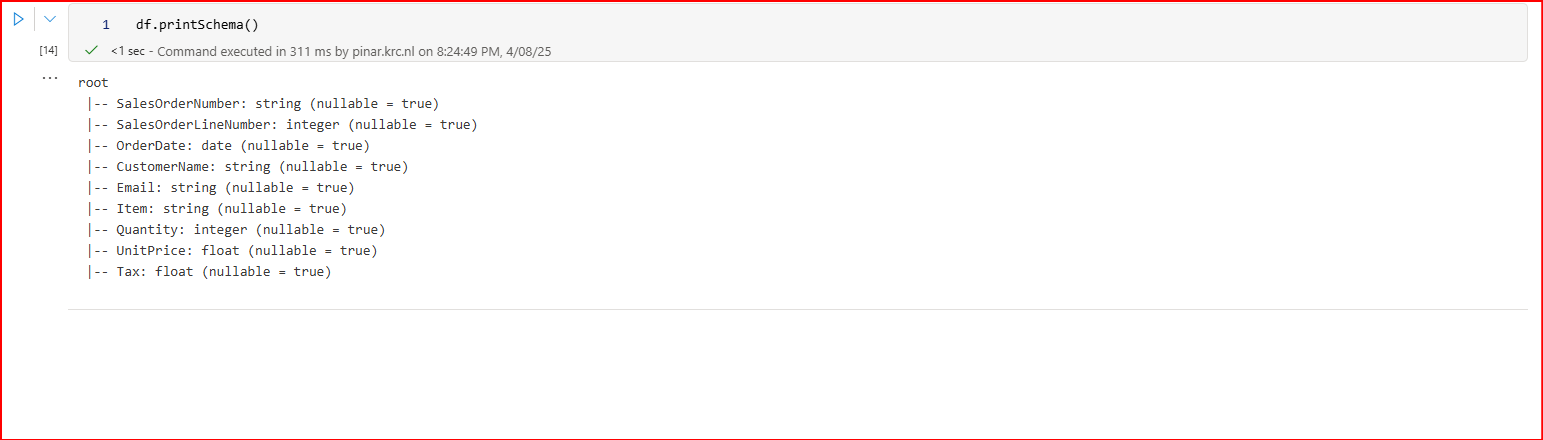 1 df.printSchema()
[14] <1 sec - Command executed in 311 ms by pinar.krc.nl on 8:24:49 PM, 4/08/25
root
|-- SalesOrderNumber: string (nullable = true)
|-- SalesOrderLineNumber: integer (nullable = true)
|-- OrderDate: date (nullable = true)
|-- CustomerName: string (nullable = true)
|-- Email: string (nullable = true)
|-- Item: string (nullable = true)
|-- Quantity: integer (nullable = true)
|-- UnitPrice: float (nullable = true)
|-- Tax: float (nullable = true)